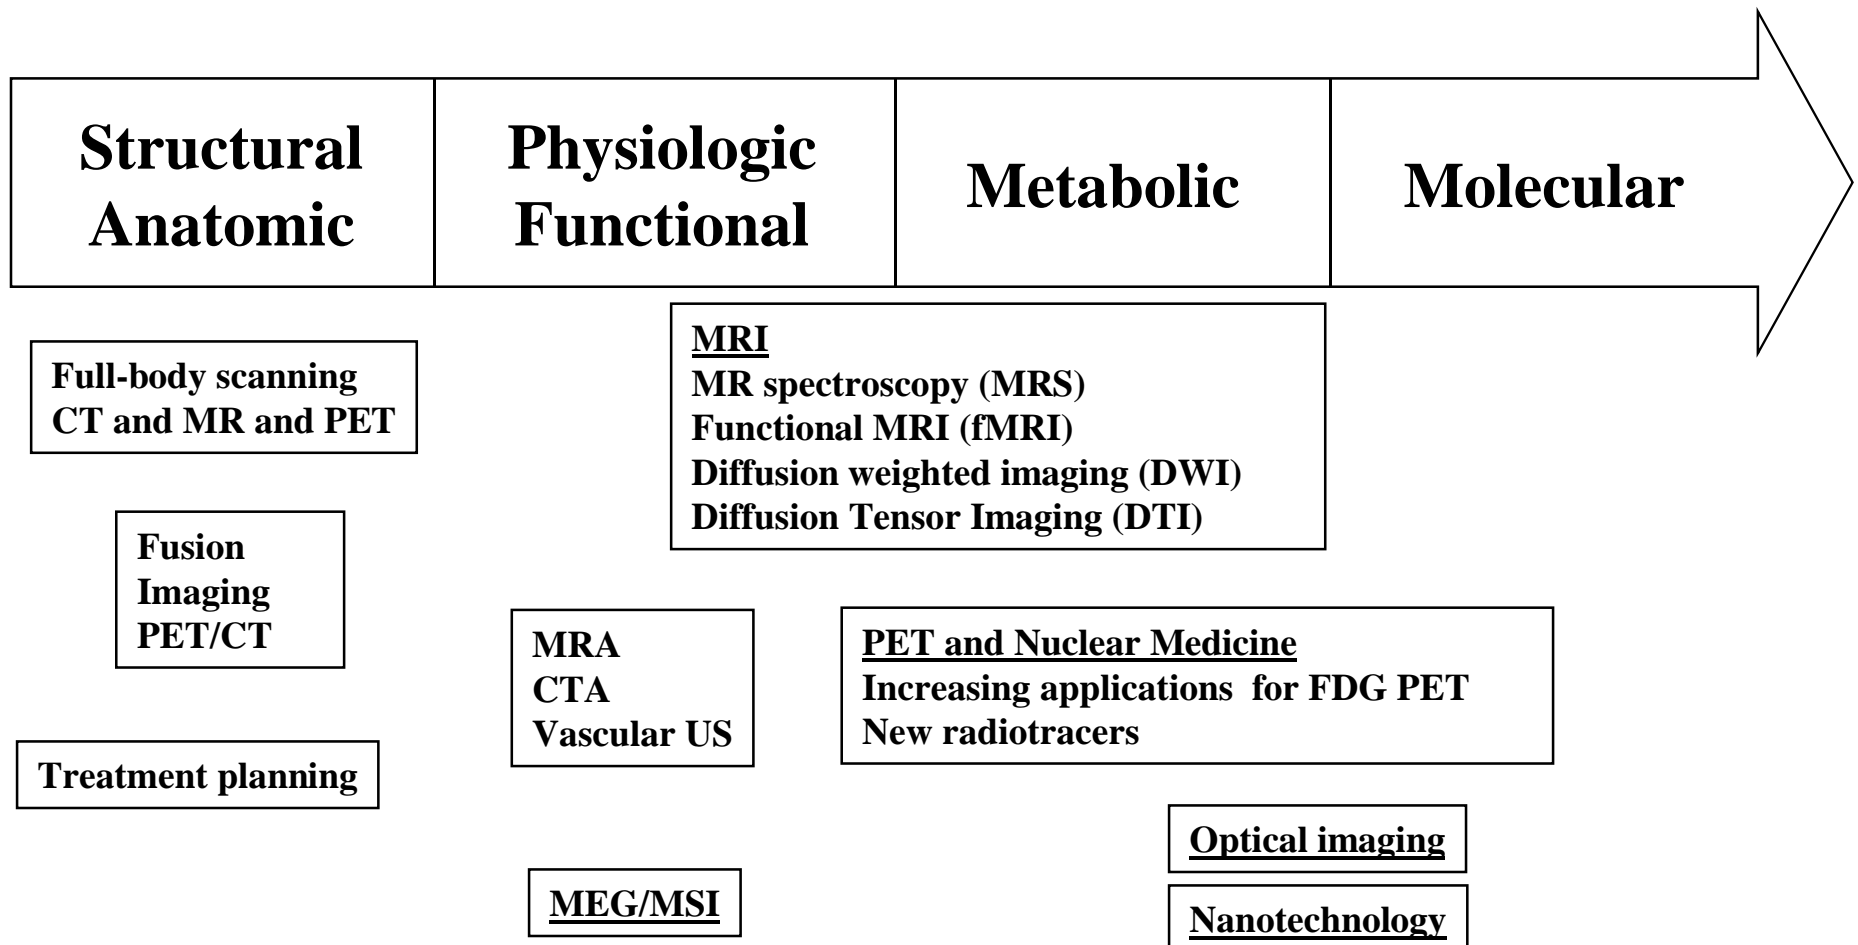 Structural
Anatomic
Physiologic
Functional
Metabolic
Molecular
Full-body scanning
CT and MR and PET
Fusion
Imaging
PET/CT
Treatment planning
MRI
MR spectroscopy (MRS)
Functional MRI (fMRI)
Diffusion weighted imaging (DWI)
Diffusion Tensor Imaging (DTI)
MRA
CTA
Vascular US
MEG/MSI
PET and Nuclear Medicine
Increasing applications for FDG PET
New radiotracers
Optical imaging
Nanotechnology